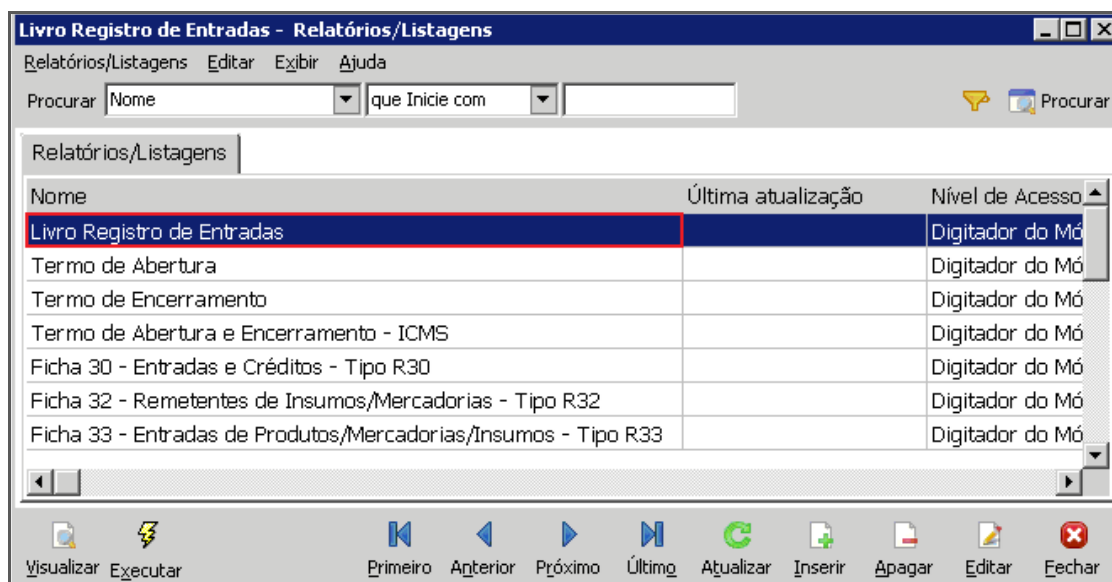 Livro Registro de Entradas - Relatórios/Listagens
Relatórios/Listagens Editar Exibir Ajuda
Procurar Nome que Inicie com Procurar
Relatórios/Listagens
Nome Última atualização Nível de Acesso
Livro Registro de Entradas Digitador do Mó
Termo de Abertura Digitador do Mó
Termo de Encerramento Digitador do Mó
Termo de Abertura e Encerramento - ICMS Digitador do Mó
Ficha 30 - Entradas e Créditos - Tipo R30 Digitador do Mó
Ficha 32 - Remetentes de Insumos/Mercadorias - Tipo R32 Digitador do Mó
Ficha 33 - Entradas de Produtos/Mercadorias/Insumos - Tipo R33 Digitador do Mó
Visualizar Executar Primeiro Anterior Próximo Último Atualizar Inserir Apagar Editar Fechar